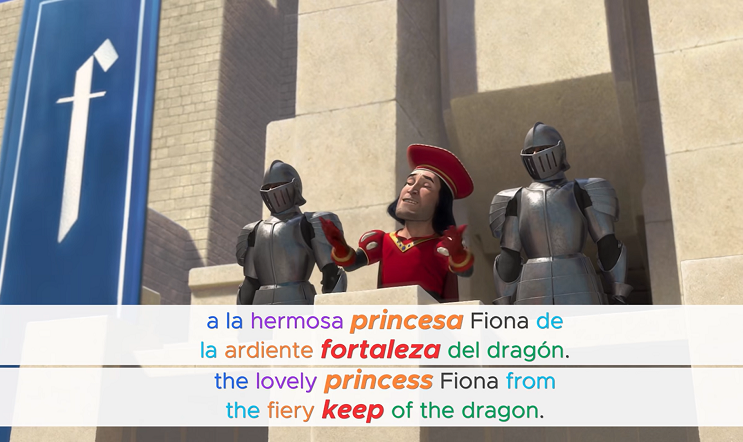 f
a la hermosa princesa Fiona de
la ardiente fortaleza del dragón.
the lovely princess Fiona from
the fiery keep of the dragon.